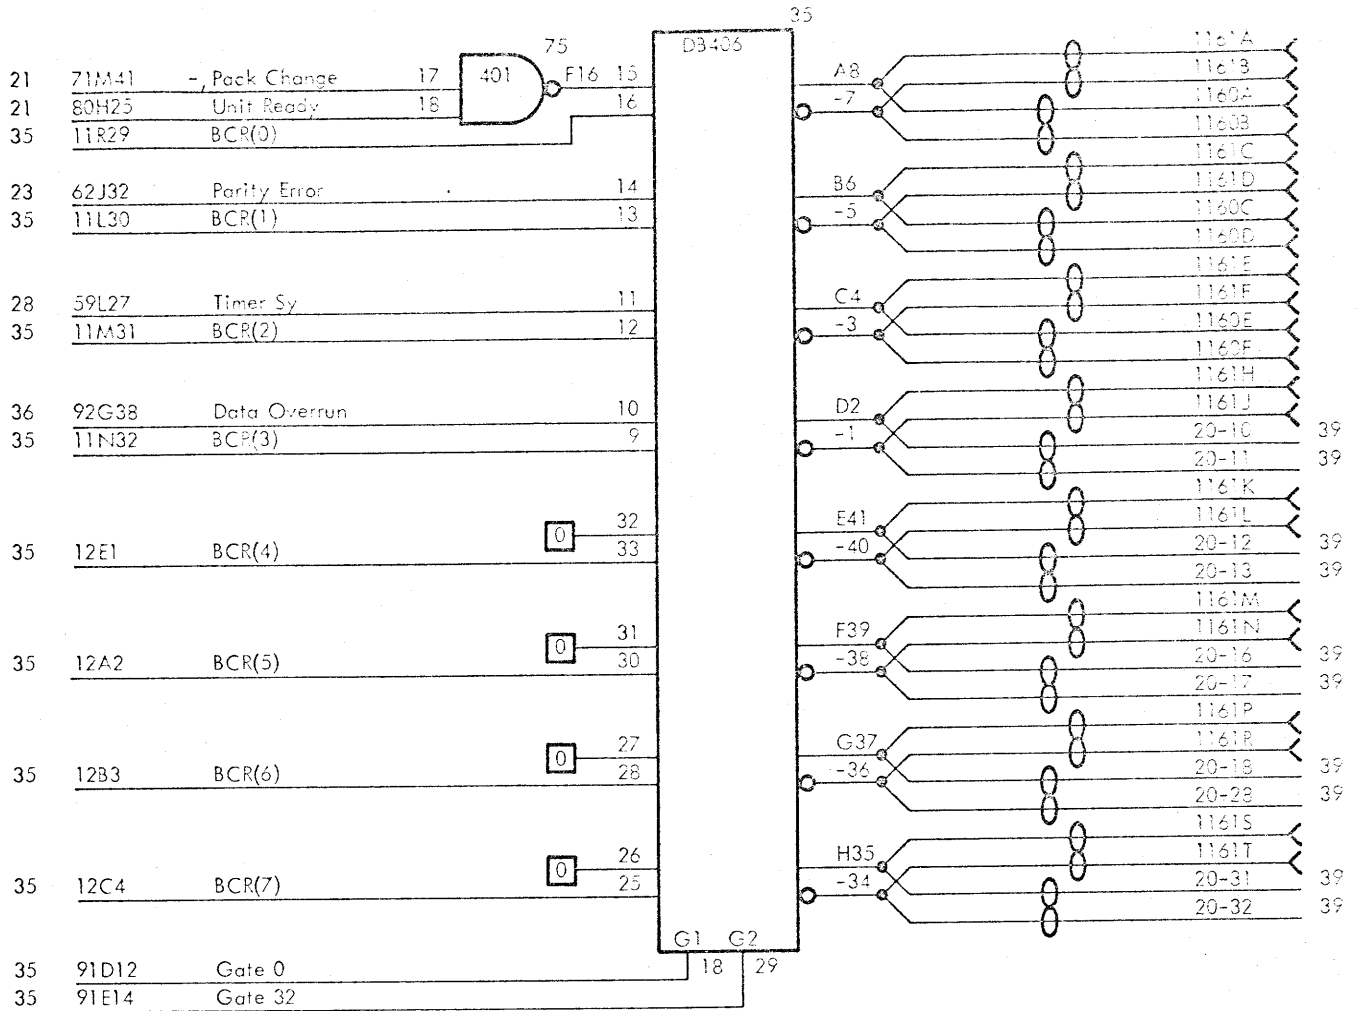 35
75 DB406 1161A
21 71M41 -, Pack Change 17 401 F16 15 A8 1161B
21 80H25 Unit Ready 18 16 -7 1160A
35 11R29 BCR(0) 1160B
1161C
23 62J32 Parity Error 14 B6 1161D
35 11L30 BCR(1) 13 -5 1160C
1160D
1161E
28 59L27 Timer Sy 11 C4 1161F
35 11M31 BCR(2) 12 -3 1160E
1160F
1161H
36 92G38 Data Overrun 10 D2 1161J
35 11N32 BCR(3) 9 -1 20-10 39
20-11 39
1161K
0 32 E41 1161L
35 12E1 BCR(4) 33 -40 20-12 39
20-13 39
1161M
0 31 F39 1161N
35 12A2 BCR(5) 30 -38 20-16 39
20-17 39
1161P
0 27 G37 1161R
35 12B3 BCR(6) 28 -36 20-18 39
20-28 39
1161S
0 26 H35 1161T
35 12C4 BCR(7) 25 -34 20-31 39
20-32 39
G1 G2
35 91D12 Gate 0 18 29
35 91E14 Gate 32